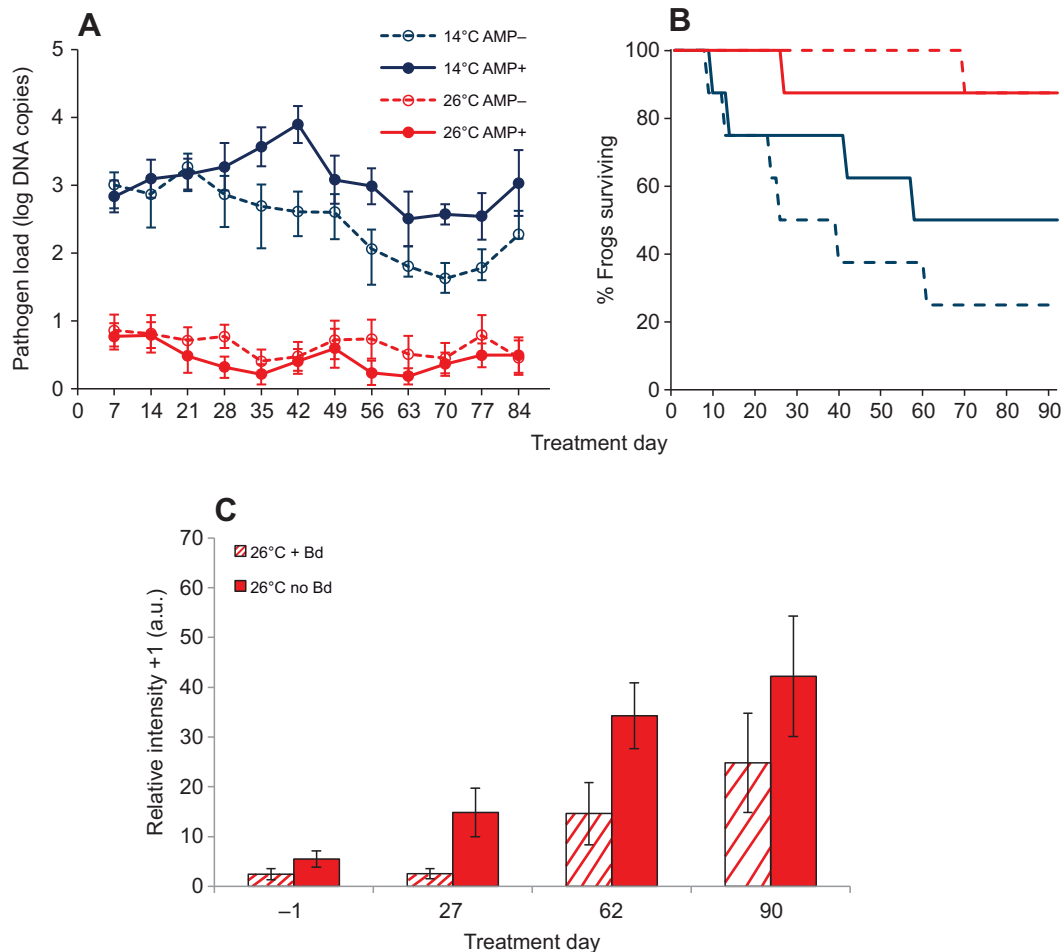 A
Pathogen load (log DNA copies)
5
4
3
2
1
0
0 7 14 21 28 35 42 49 56 63 70 77 84
14°C AMP–
14°C AMP+
26°C AMP–
26°C AMP+
B
% Frogs surviving
100
80
60
40
20
0
0 10 20 30 40 50 60 70 80 90
Treatment day
C
Relative intensity +1 (a.u.)
70
60
50
40
30
20
10
0
26°C + Bd
26°C no Bd
–1 27 62 90
Treatment day